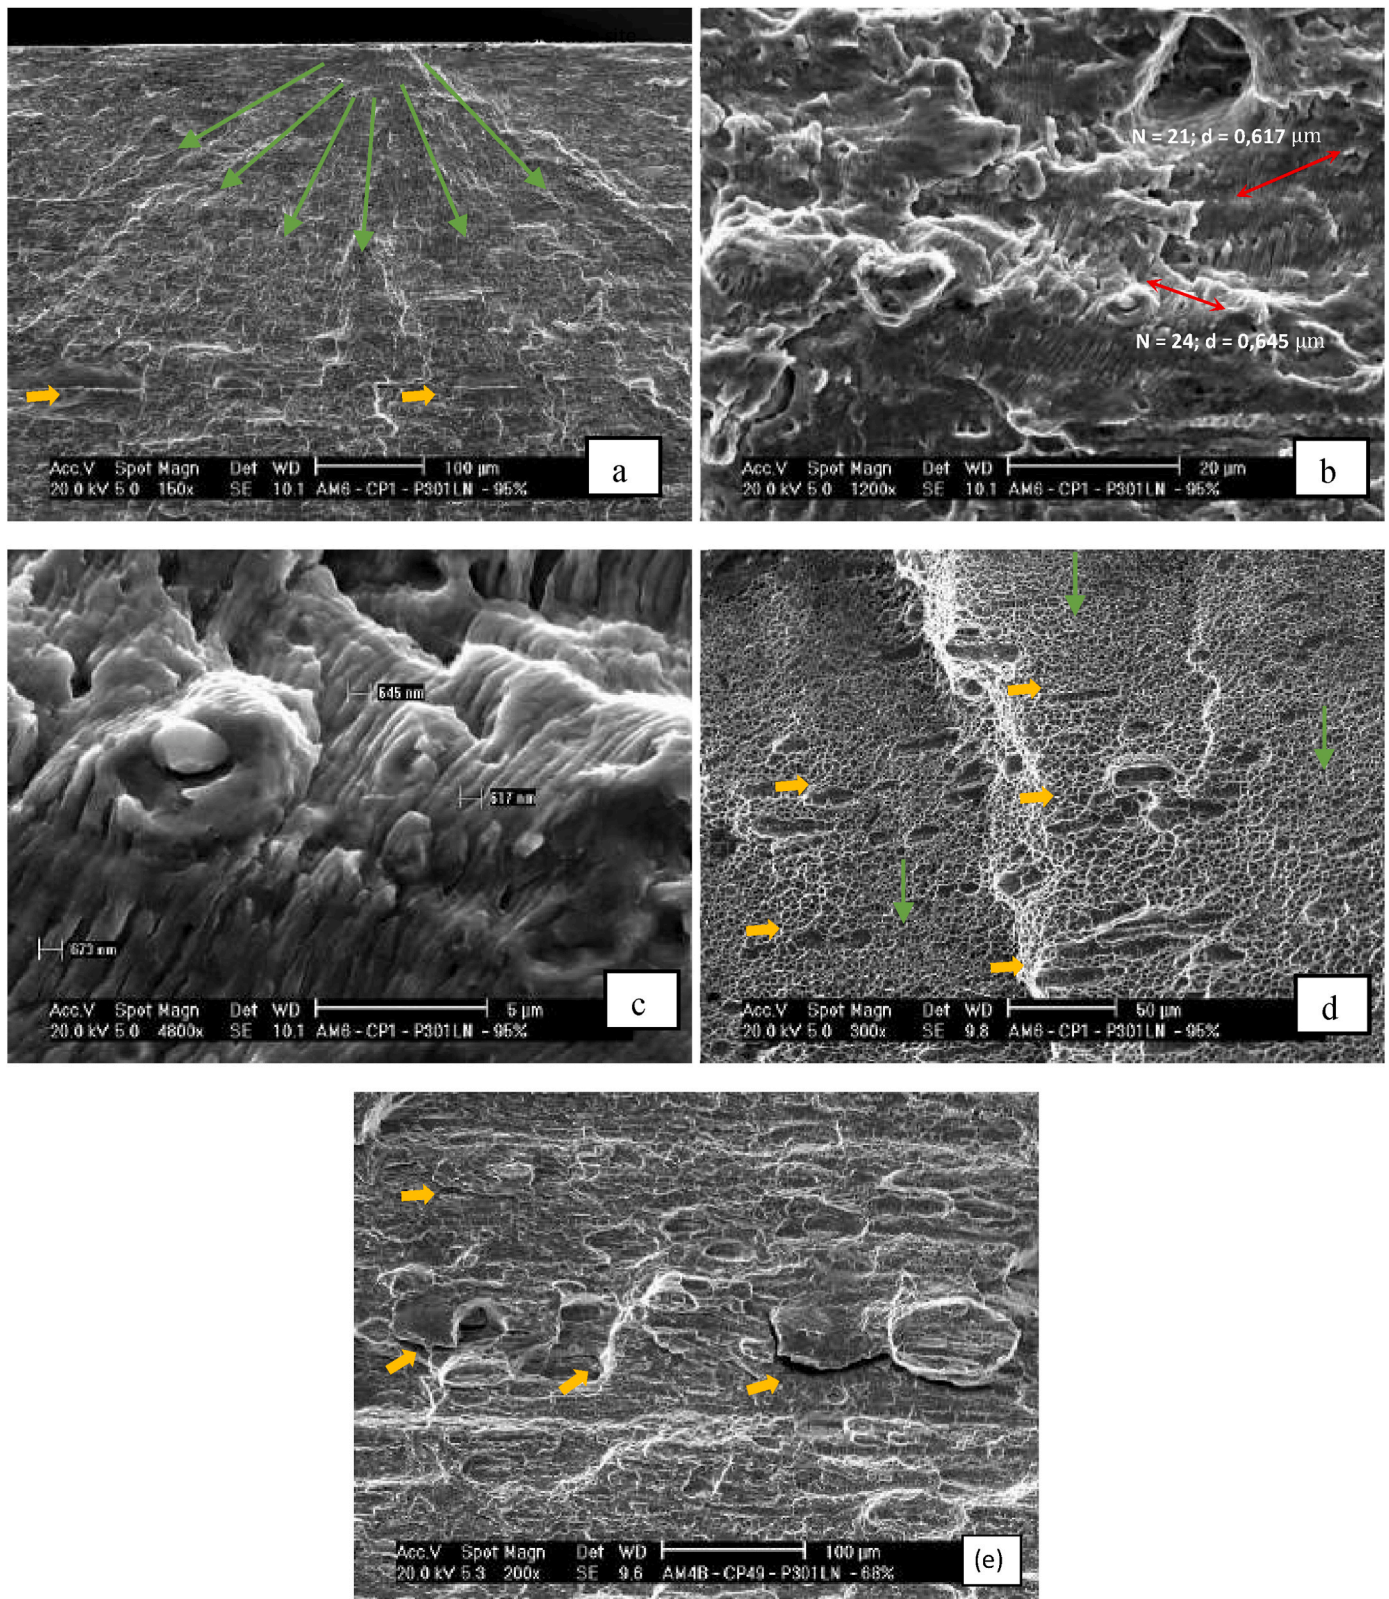 site
Acc.V Spot Magn Det WD 100 µm
20.0 kV 5.0 150x SE 10.1 AM6 - CP1 - P301LN - 95%
a
N = 21; d = 0,617 µm
N = 24; d = 0,645 µm
Acc.V Spot Magn Det WD 20 µm
20.0 kV 5.0 1200x SE 10.1 AM6 - CP1 - P301LN - 95%
b
645 nm
617 nm
673 nm
Acc.V Spot Magn Det WD 5 µm
20.0 kV 5.0 4800x SE 10.1 AM6 - CP1 - P301LN - 95%
c
Acc.V Spot Magn Det WD 50 µm
20.0 kV 5.0 300x SE 9.8 AM6 - CP1 - P301LN - 95%
d
Acc.V Spot Magn Det WD 100 µm
20.0 kV 5.3 200x SE 9.6 AM4B - CP49 - P301LN - 68%
(e)